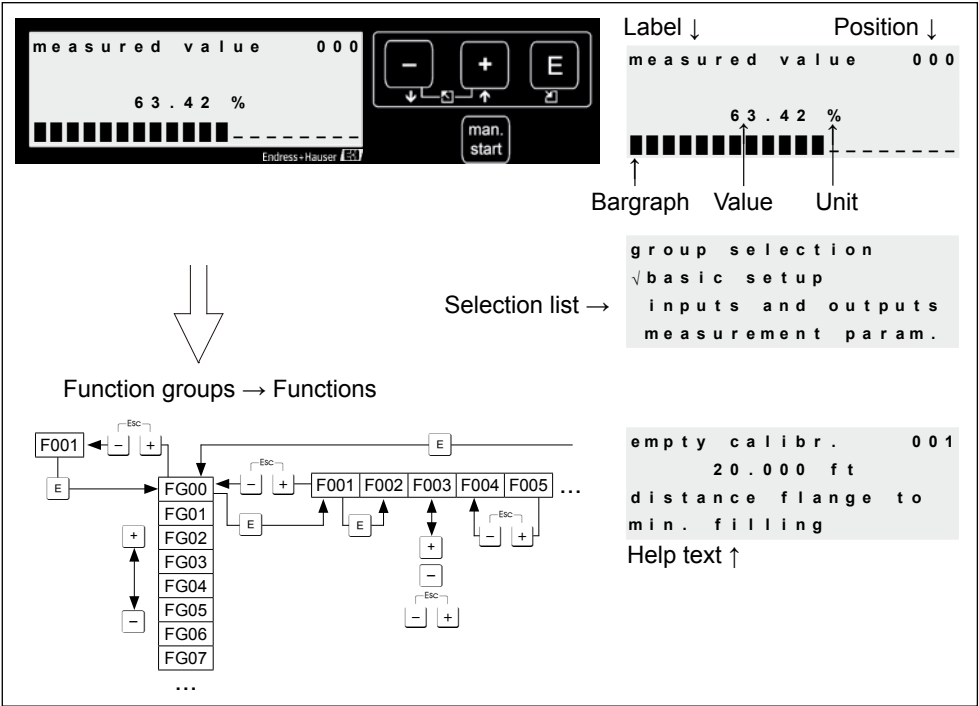 measured value 000
63.42 %
Endress+Hauser EH
− + E
man.
start
Label ↓ Position ↓
measured value 000
63.42 %
Bargraph Value Unit
group selection
√basic setup
inputs and outputs
measurement param.
Selection list →
Function groups → Functions
empty calibr. 001
20.000 ft
distance flange to
min. filling
Help text ↑
Esc
F001 − +
E
E
FG00
FG01
FG02
FG03
FG04
FG05
FG06
FG07
...
+
−
Esc
− +
E
F001 F002 F003 F004 F005 ...
E
+
−
Esc
− +
Esc
− +